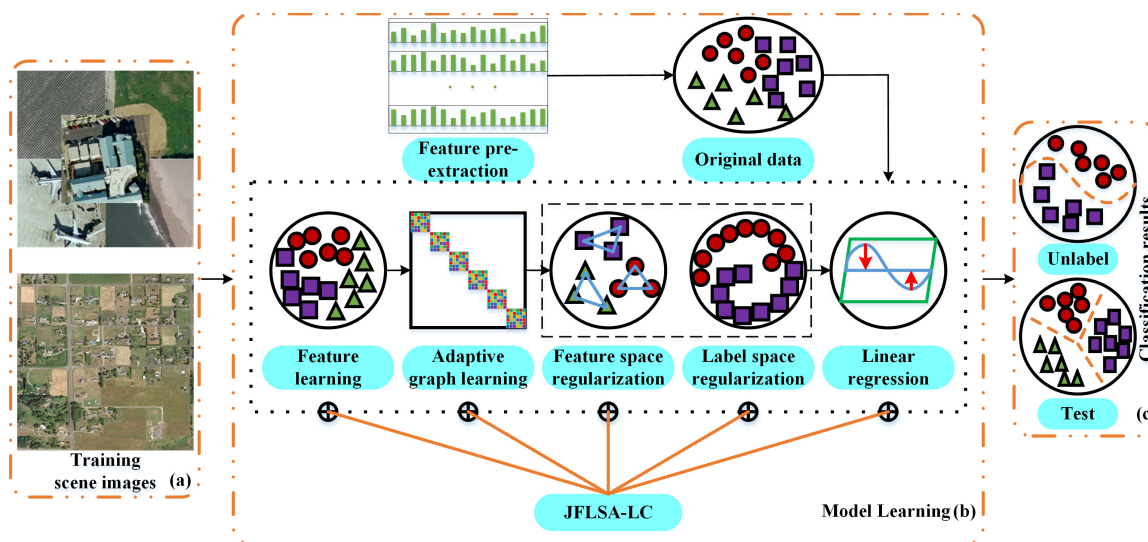 Feature pre-
extraction
Original data
Training
scene images
(a)
Feature
learning
Adaptive
graph learning
Feature space
regularization
Label space
regularization
Linear
regression
JFLSA-LC
Model Learning (b)
Unlabel
Test
Classification results
(c